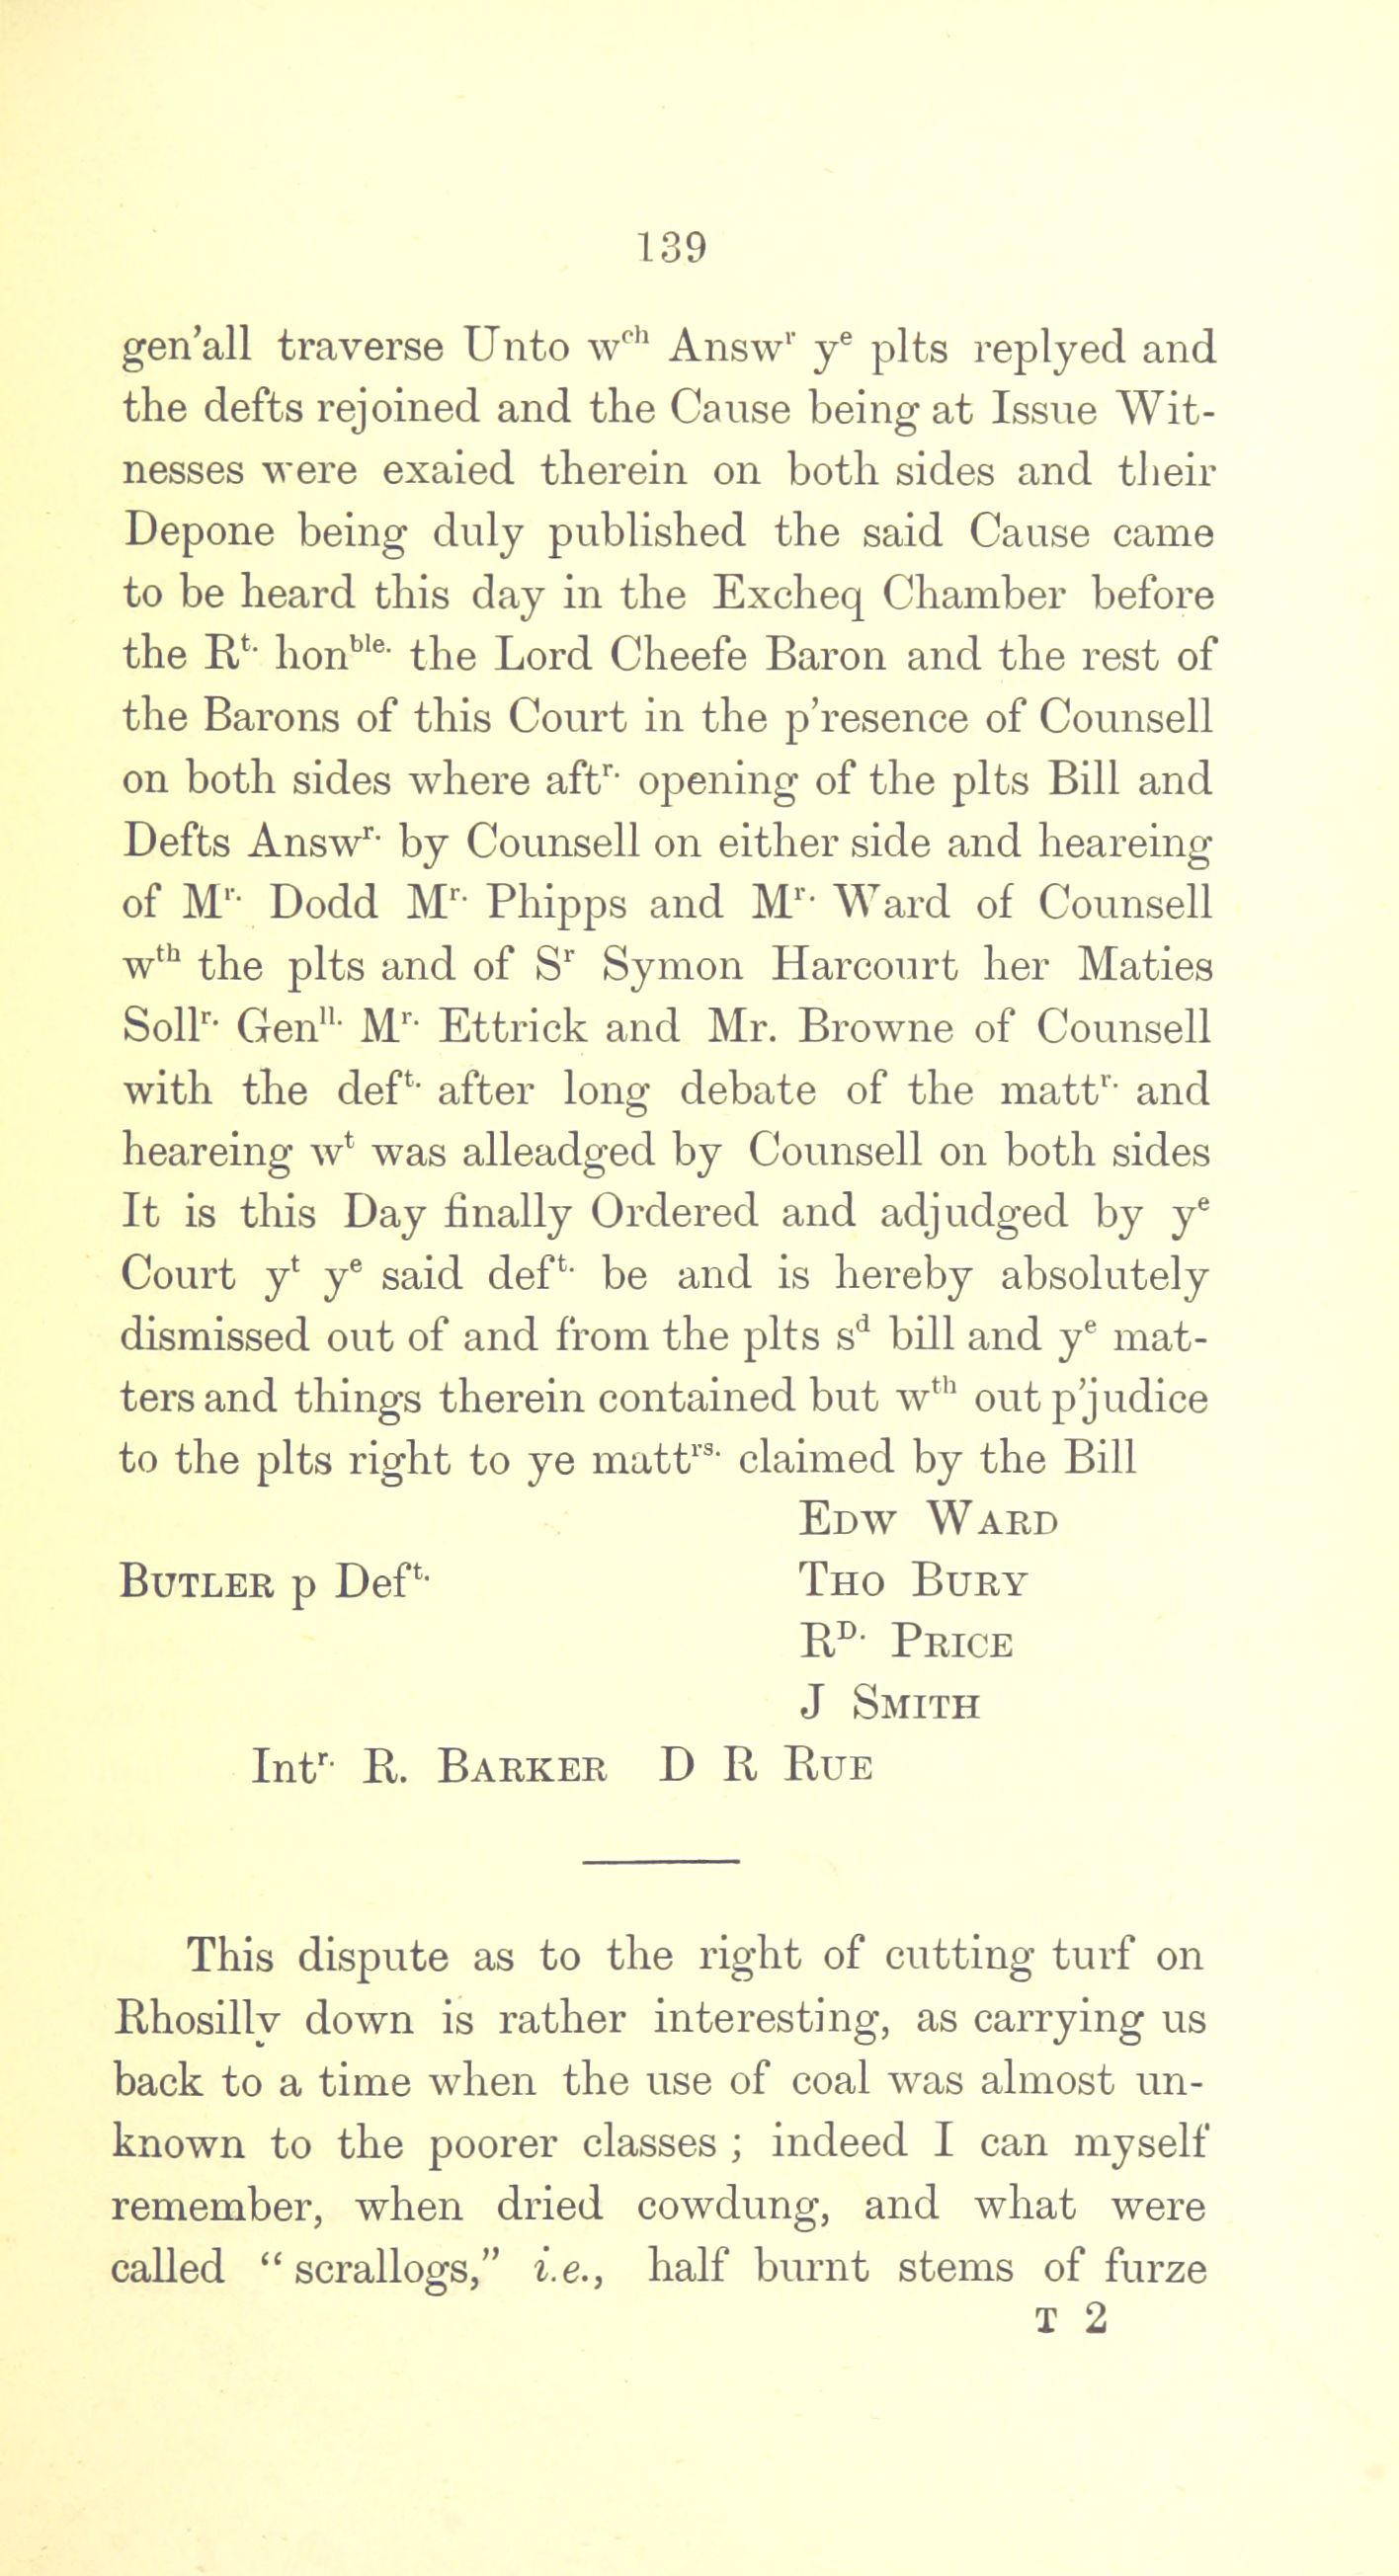 139
gen'all traverse Unto wᶜʰ Answʳ yᵉ plts replyed and
the defts rejoined and the Cause being at Issue Wit-
nesses were exaied therein on both sides and their
Depone being duly published the said Cause came
to be heard this day in the Excheq Chamber before
the Rᵗ· honᵇˡᵉ· the Lord Cheefe Baron and the rest of
the Barons of this Court in the p'resence of Counsell
on both sides where aftʳ· opening of the plts Bill and
Defts Answʳ· by Counsell on either side and heareing
of Mʳ· Dodd Mʳ· Phipps and Mʳ· Ward of Counsell
wᵗʰ the plts and of Sʳ Symon Harcourt her Maties
Sollʳ· Genˡˡ· Mʳ· Ettrick and Mr. Browne of Counsell
with the defᵗ· after long debate of the mattʳ· and
heareing wᵗ was alleadged by Counsell on both sides
It is this Day finally Ordered and adjudged by yᵉ
Court yᵗ yᵉ said defᵗ· be and is hereby absolutely
dismissed out of and from the plts sᵈ bill and yᵉ mat-
ters and things therein contained but wᵗʰ out p'judice
to the plts right to ye mattʳˢ· claimed by the Bill
EDW WARD
BUTLER p Defᵗ· THO BURY
Rᴰ· PRICE
J SMITH
Intʳ· R. BARKER D R RUE
This dispute as to the right of cutting turf on
Rhosilly down is rather interesting, as carrying us
back to a time when the use of coal was almost un-
known to the poorer classes ; indeed I can myself
remember, when dried cowdung, and what were
called " scrallogs," i.e., half burnt stems of furze
T 2